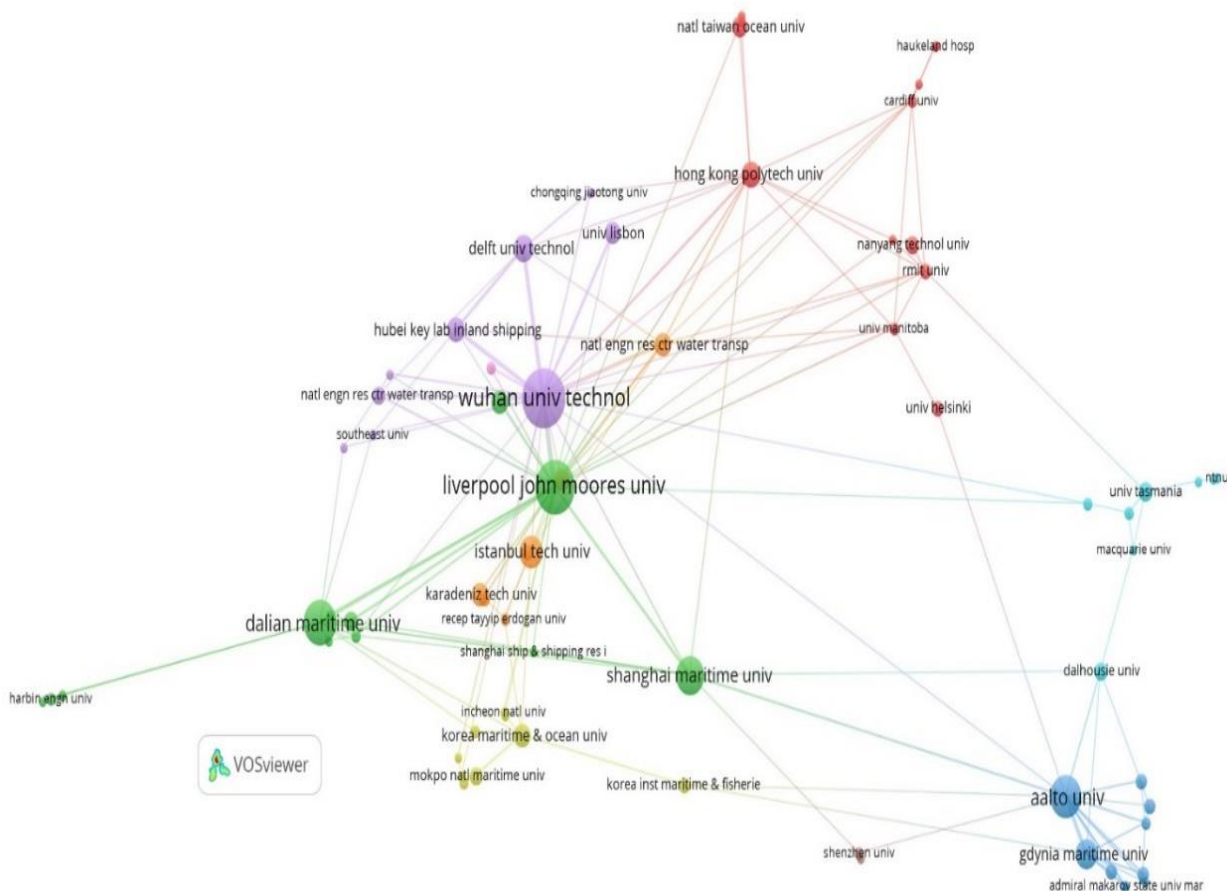 natl taiwan ocean univ
haukeland hosp
cardiff univ
hong kong polytech univ
chongqing jiaotong univ
univ lisbon
delft univ technol
nanyang technol univ
rmit univ
hubei key lab inland shipping
univ manitoba
natl engn res ctr water transp
natl engn res ctr water transp
wuhan univ technol
univ helsinki
southeast univ
liverpool john moores univ
univ tasmania
ntnu
istanbul tech univ
macquarie univ
karadeniz tech univ
recep tayyip erdogan univ
dalian maritime univ
shanghai ship & shipping res i
shanghai maritime univ
dalhousie univ
harbin engn univ
incheon natl univ
korea maritime & ocean univ
VOSviewer
mokpo natl maritime univ
korea inst maritime & fisherie
aalto univ
shenzhen univ
gdynia maritime univ
admiral makarov state univ mar